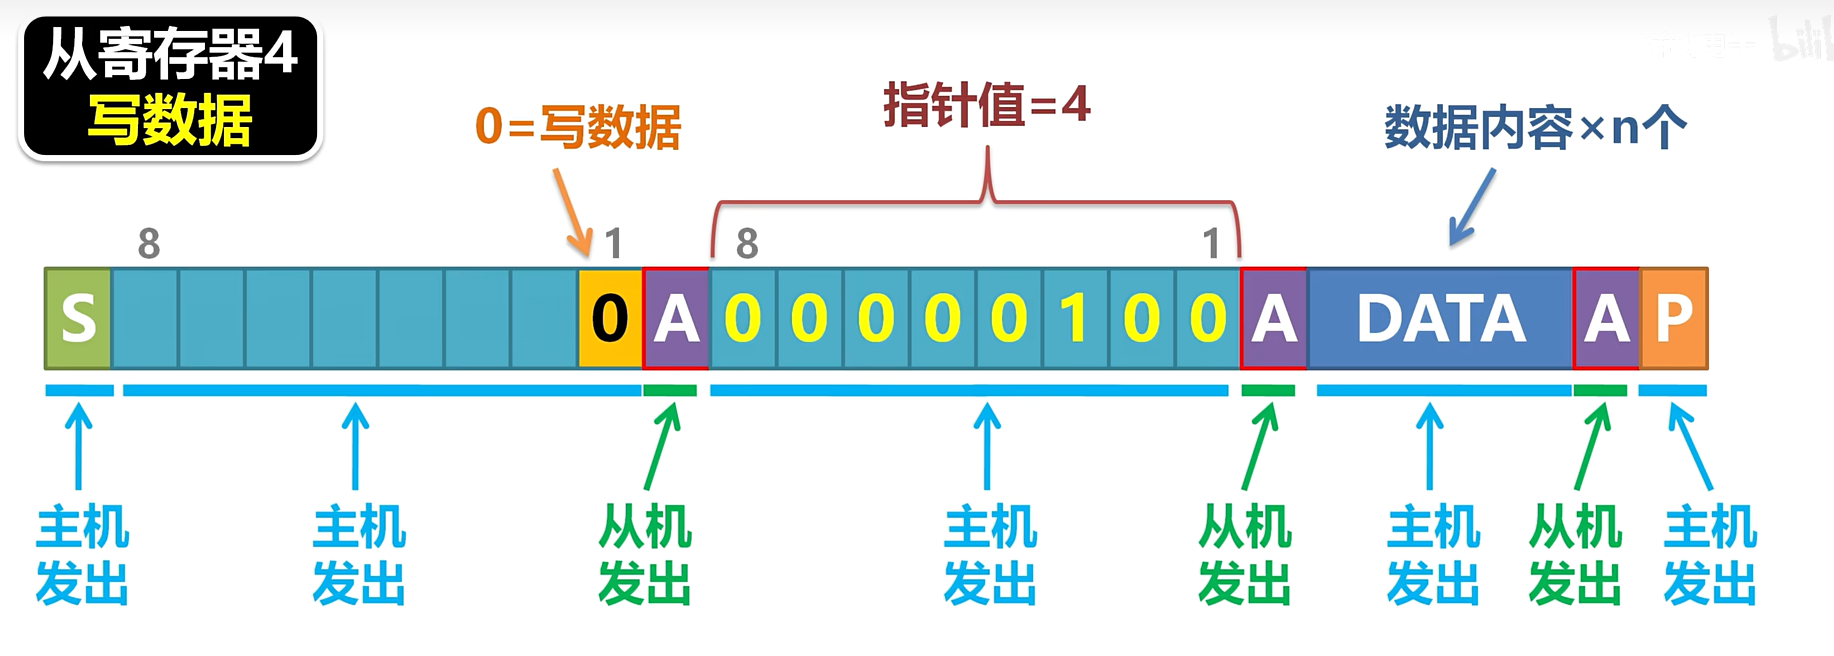 从寄存器4
写数据
0=写数据
指针值=4
数据内容×n个
8 1 8 1
S 0 A 0 0 0 0 0 1 0 0 A DATA A P
主机 主机 从机 主机 从机 主机 从机 主机
发出 发出 发出 发出 发出 发出 发出 发出